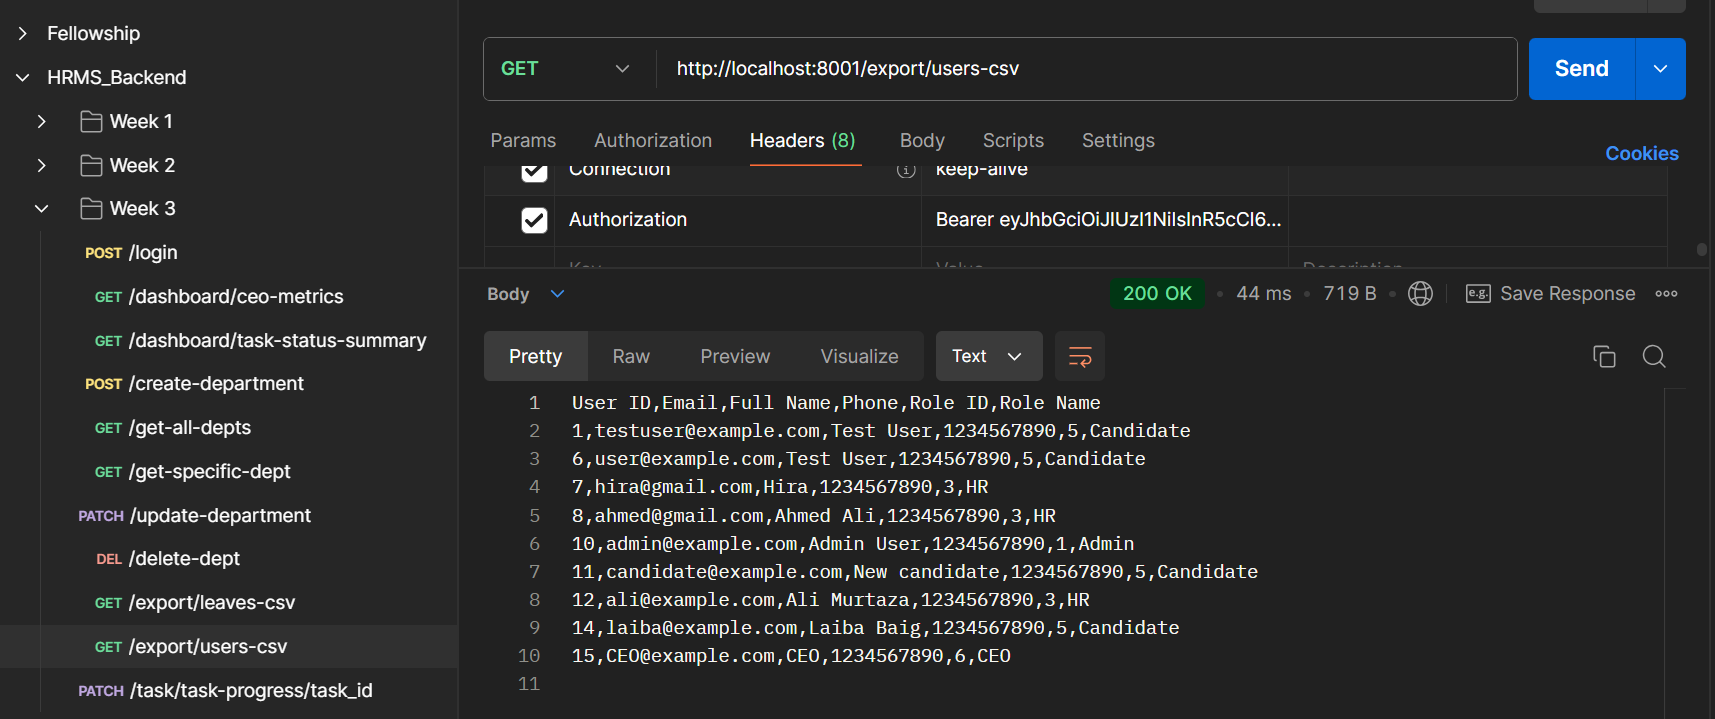 Fellowship
HRMS_Backend
Week 1
Week 2
Week 3
POST /login
GET /dashboard/ceo-metrics
GET /dashboard/task-status-summary
POST /create-department
GET /get-all-depts
GET /get-specific-dept
PATCH /update-department
DEL /delete-dept
GET /export/leaves-csv
GET /export/users-csv
PATCH /task/task-progress/task_id
GET http://localhost:8001/export/users-csv Send
Params Authorization Headers (8) Body Scripts Settings Cookies
Connection keep-alive
Authorization Bearer eyJhbGciOiJIUzI1NiIsInR5cCI6...
Key Value Description
Body 200 OK • 44 ms • 719 B • e.g. Save Response
Pretty Raw Preview Visualize Text
1 User ID,Email,Full Name,Phone,Role ID,Role Name
2 1,testuser@example.com,Test User,1234567890,5,Candidate
3 6,user@example.com,Test User,1234567890,5,Candidate
4 7,hira@gmail.com,Hira,1234567890,3,HR
5 8,ahmed@gmail.com,Ahmed Ali,1234567890,3,HR
6 10,admin@example.com,Admin User,1234567890,1,Admin
7 11,candidate@example.com,New candidate,1234567890,5,Candidate
8 12,ali@example.com,Ali Murtaza,1234567890,3,HR
9 14,laiba@example.com,Laiba Baig,1234567890,5,Candidate
10 15,CEO@example.com,CEO,1234567890,6,CEO
11